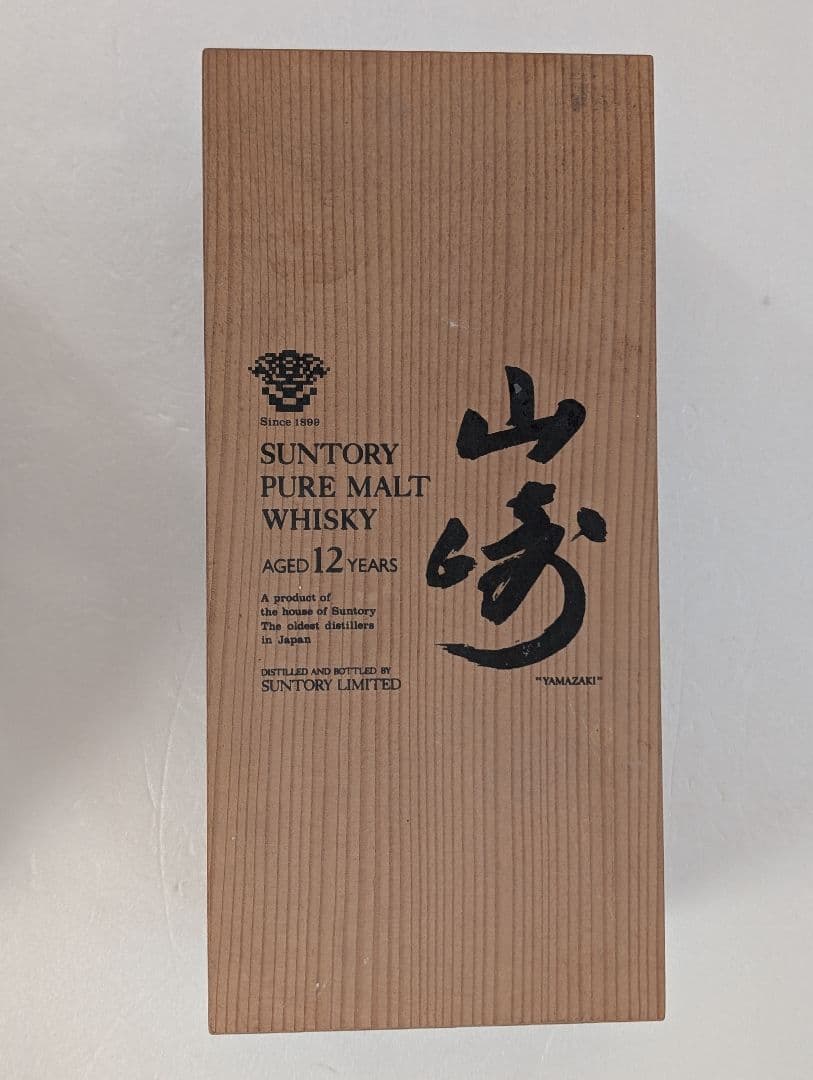 Since 1899
SUNTORY
PURE MALT
WHISKY
AGED 12 YEARS
A product of
the house of Suntory
The oldest distillers
in Japan
DISTILLED AND BOTTLED BY
SUNTORY LIMITED
山崎
"YAMAZAKI"